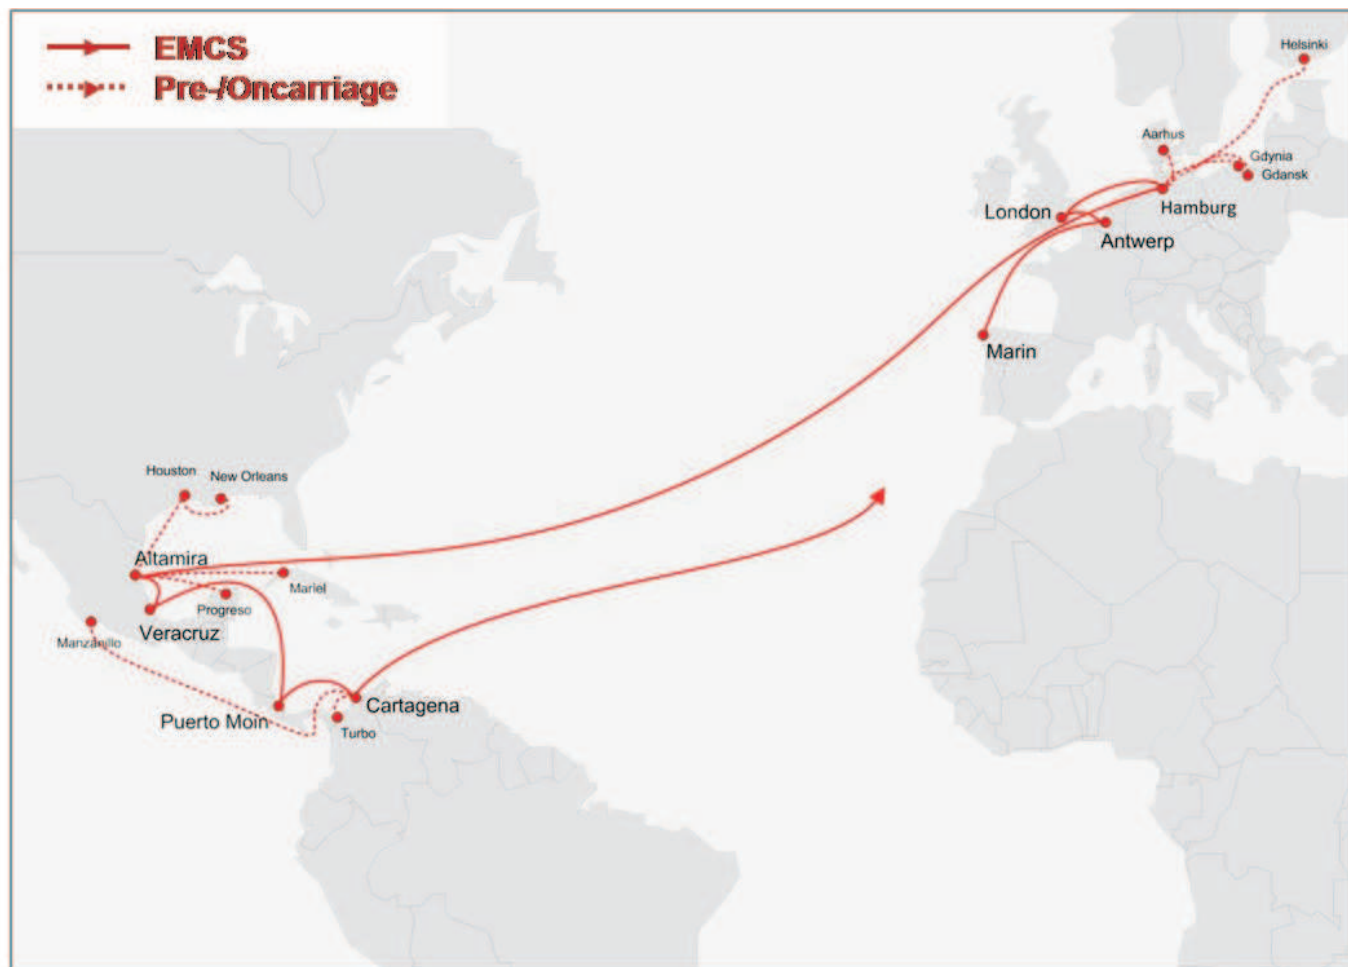 EMCS
Pre-/Oncarriage
Helsinki
Aarhus
Gdynia
Gdansk
London
Hamburg
Antwerp
Marin
Houston
New Orleans
Altamira
Mariel
Progreso
Veracruz
Manzanillo
Cartagena
Puerto Moin
Turbo